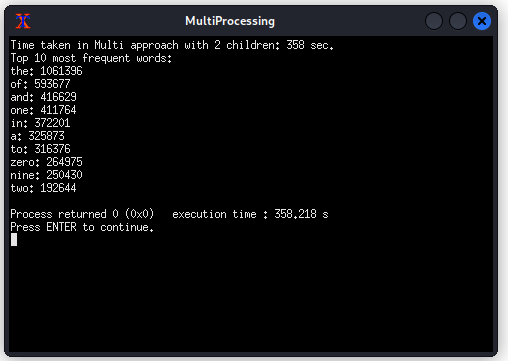 MultiProcessing
Time taken in Multi approach with 2 children: 358 sec.
Top 10 most frequent words:
the: 1061396
of: 593677
and: 416629
one: 411764
in: 372201
a: 325873
to: 316376
zero: 264975
nine: 250430
two: 192644
Process returned 0 (0x0)   execution time : 358.218 s
Press ENTER to continue.